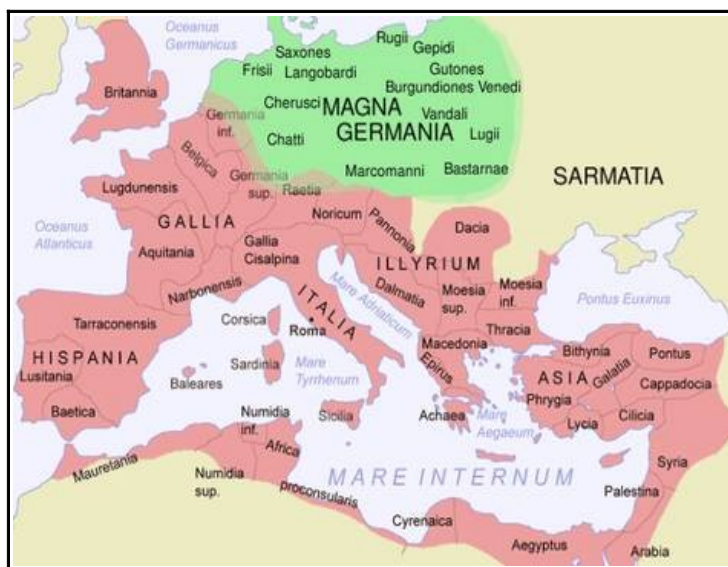 Oceanus
Germanicus
Rugii
Gepidi
Saxones
Frisii
Langobardi
Gutones
Burgundiones Venedi
Britannia
Cherusci
MAGNA
GERMANIA
Vandali
Lugii
Germania
inf.
Chatti
Belgica
Marcomanni
Bastarnae
SARMATIA
Germania
sup.
Raetia
Lugdunensis
Noricum
Pannonia
Dacia
Oceanus
Atlanticus
GALLIA
Gallia
Cisalpina
Aquitania
ILLYRIUM
Narbonensis
Dalmatia
Moesia
sup.
Moesia
inf.
Pontus Euxinus
ITALIA
Mare Adriaticum
Corsica
Roma
Tarraconensis
Thracia
Macedonia
Bithynia
Pontus
Galatia
HISPANIA
Sardinia
Mare
Tyrrhenum
Epirus
ASIA
Cappadocia
Lusitania
Baleares
Phrygia
Baetica
Numidia
inf.
Sicilia
Achaea
Mare
Aegaeum
Lycia
Cilicia
Africa
Mauretania
Numidia
sup.
proconsularis
MARE INTERNUM
Syria
Palestina
Cyrenaica
Aegyptus
Arabia